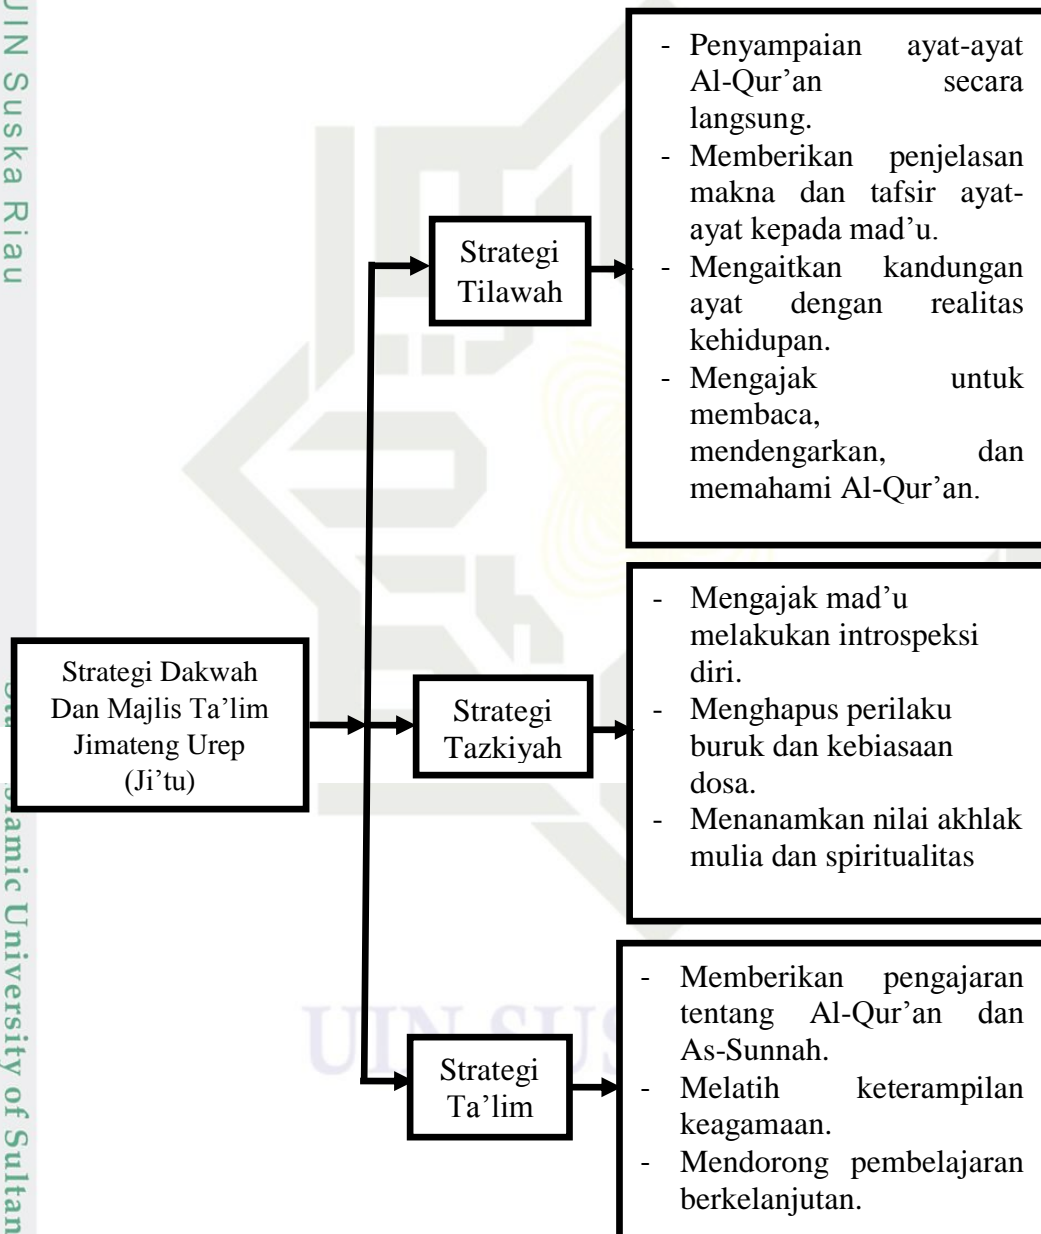 UIN Suska Riau
- Penyampaian ayat-ayat
Al-Qur’an secara
langsung.
- Memberikan penjelasan
makna dan tafsir ayat-
ayat kepada mad’u.
- Mengaitkan kandungan
ayat dengan realitas
kehidupan.
- Mengajak untuk
membaca,
mendengarkan, dan
memahami Al-Qur’an.
Strategi
Tilawah
- Mengajak mad’u
melakukan introspeksi
diri.
- Menghapus perilaku
buruk dan kebiasaan
dosa.
- Menanamkan nilai akhlak
mulia dan spiritualitas
Strategi Dakwah
Dan Majlis Ta’lim
Jimateng Urep
(Ji’tu)
Strategi
Tazkiyah
- Memberikan pengajaran
tentang Al-Qur’an dan
As-Sunnah.
- Melatih keterampilan
keagamaan.
- Mendorong pembelajaran
berkelanjutan.
Strategi
Ta’lim
UIN SUS
University of Sultan